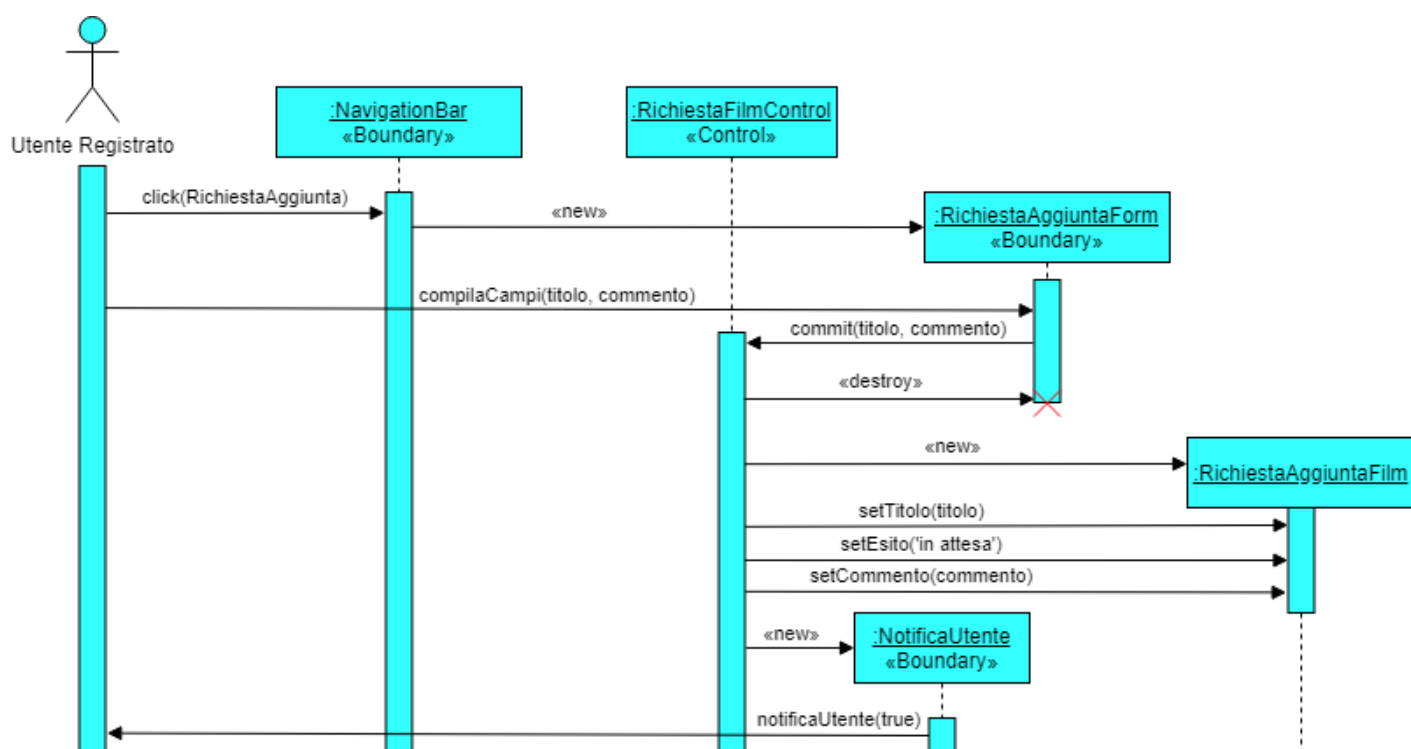 :NavigationBar
«Boundary»
:RichiestaFilmControl
«Control»
Utente Registrato
click(RichiestaAggiunta)
«new»
:RichiestaAggiuntaForm
«Boundary»
compilaCampi(titolo, commento)
commit(titolo, commento)
«destroy»
«new»
:RichiestaAggiuntaFilm
setTitolo(titolo)
setEsito('in attesa')
setCommento(commento)
«new»
:NotificaUtente
«Boundary»
notificaUtente(true)